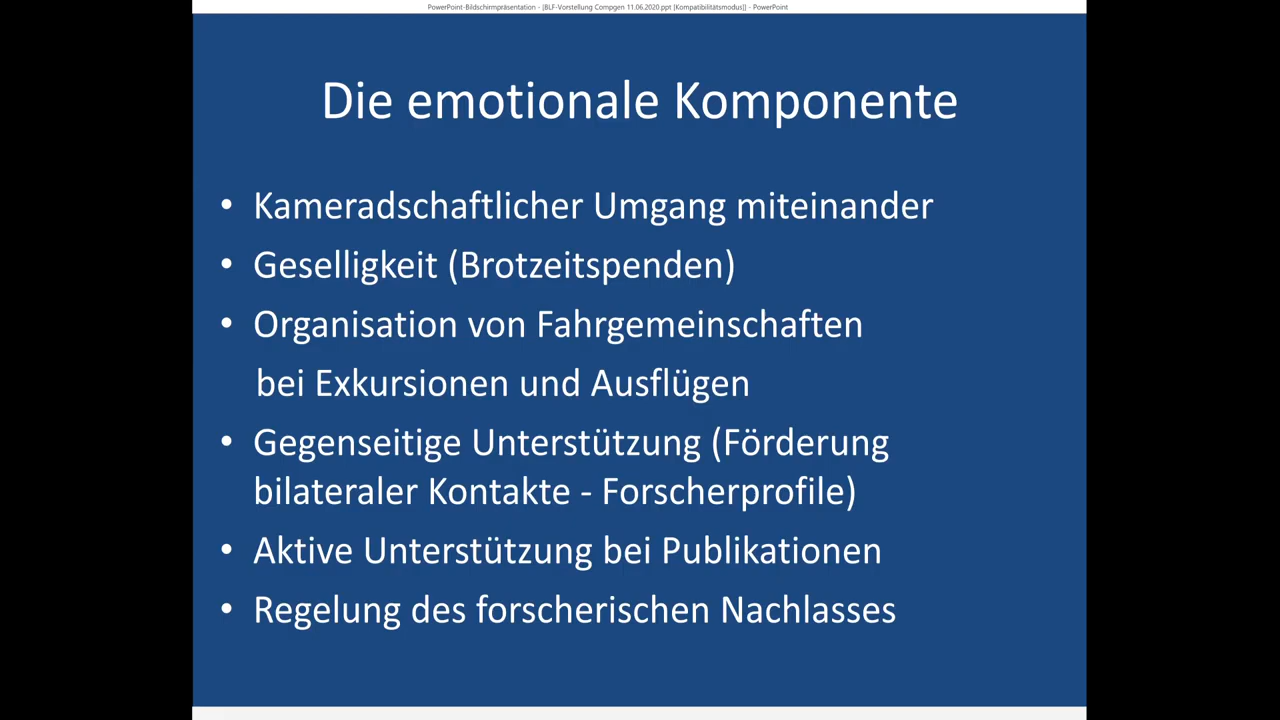 PowerPoint-Bildschirmpräsentation - [BLF-Vorstellung Compgen 11.06.2020.ppt [Kompatibilitätsmodus]] - PowerPoint
Die emotionale Komponente
• Kameradschaftlicher Umgang miteinander
• Geselligkeit (Brotzeitspenden)
• Organisation von Fahrgemeinschaften
bei Exkursionen und Ausflügen
• Gegenseitige Unterstützung (Förderung
bilateraler Kontakte - Forscherprofile)
• Aktive Unterstützung bei Publikationen
• Regelung des forscherischen Nachlasses